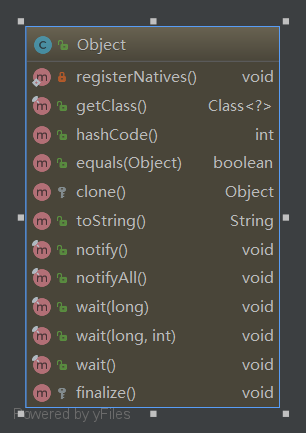 Object
registerNatives() void
getClass() Class<?>
hashCode() int
equals(Object) boolean
clone() Object
toString() String
notify() void
notifyAll() void
wait(long) void
wait(long, int) void
wait() void
finalize() void
Powered by yFiles